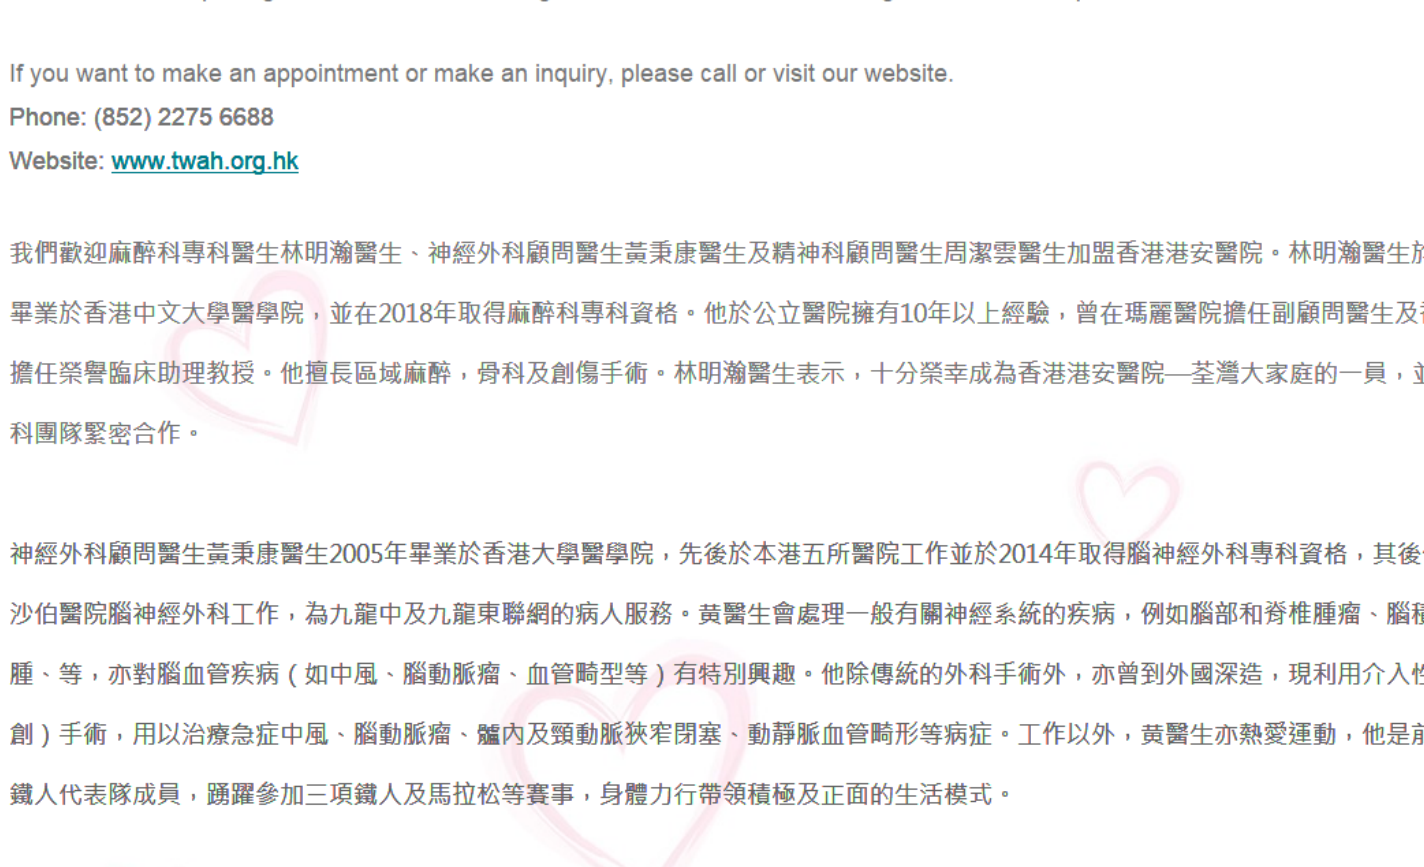 If you want to make an appointment or make an inquiry, please call or visit our website.
Phone: (852) 2275 6688
Website: www.twah.org.hk
我們歡迎麻醉科專科醫生林明瀚醫生、神經外科顧問醫生黃秉康醫生及精神科顧問醫生周潔雲醫生加盟香港港安醫院。林明瀚醫生於
畢業於香港中文大學醫學院，並在2018年取得麻醉科專科資格。他於公立醫院擁有10年以上經驗，曾在瑪麗醫院擔任副顧問醫生及
擔任榮譽臨床助理教授。他擅長區域麻醉，骨科及創傷手術。林明瀚醫生表示，十分榮幸成為香港港安醫院—荃灣大家庭的一員，並
科團隊緊密合作。
神經外科顧問醫生黃秉康醫生2005年畢業於香港大學醫學院，先後於本港五所醫院工作並於2014年取得腦神經外科專科資格，其後
沙伯醫院腦神經外科工作，為九龍中及九龍東聯網的病人服務。黃醫生會處理一般有關神經系統的疾病，例如腦部和脊椎腫瘤、腦積
腫、等，亦對腦血管疾病（如中風、腦動脈瘤、血管畸型等）有特別興趣。他除傳統的外科手術外，亦曾到外國深造，現利用介入性
創）手術，用以治療急症中風、腦動脈瘤、髗內及頸動脈狹窄閉塞、動靜脈血管畸形等病症。工作以外，黃醫生亦熱愛運動，他是前
鐵人代表隊成員，踴躍參加三項鐵人及馬拉松等賽事，身體力行帶領積極及正面的生活模式。